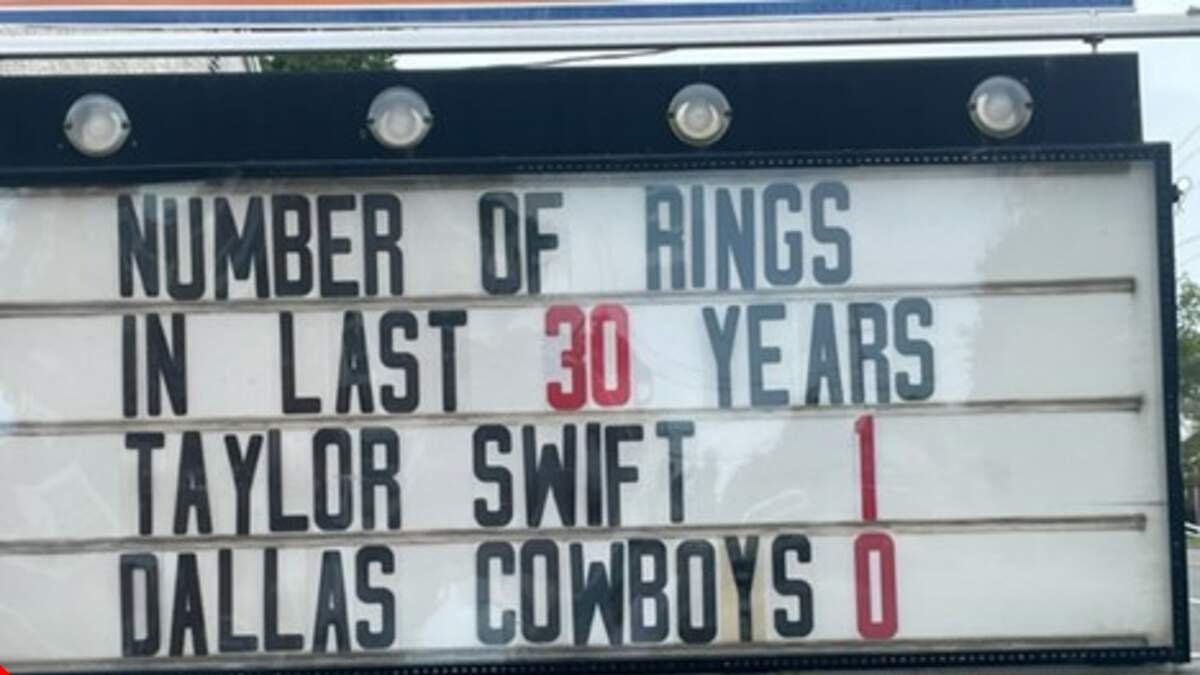 NUMBER OF RINGS
IN LAST 30 YEARS
TAYLOR SWIFT 1
DALLAS COWBOYS 0